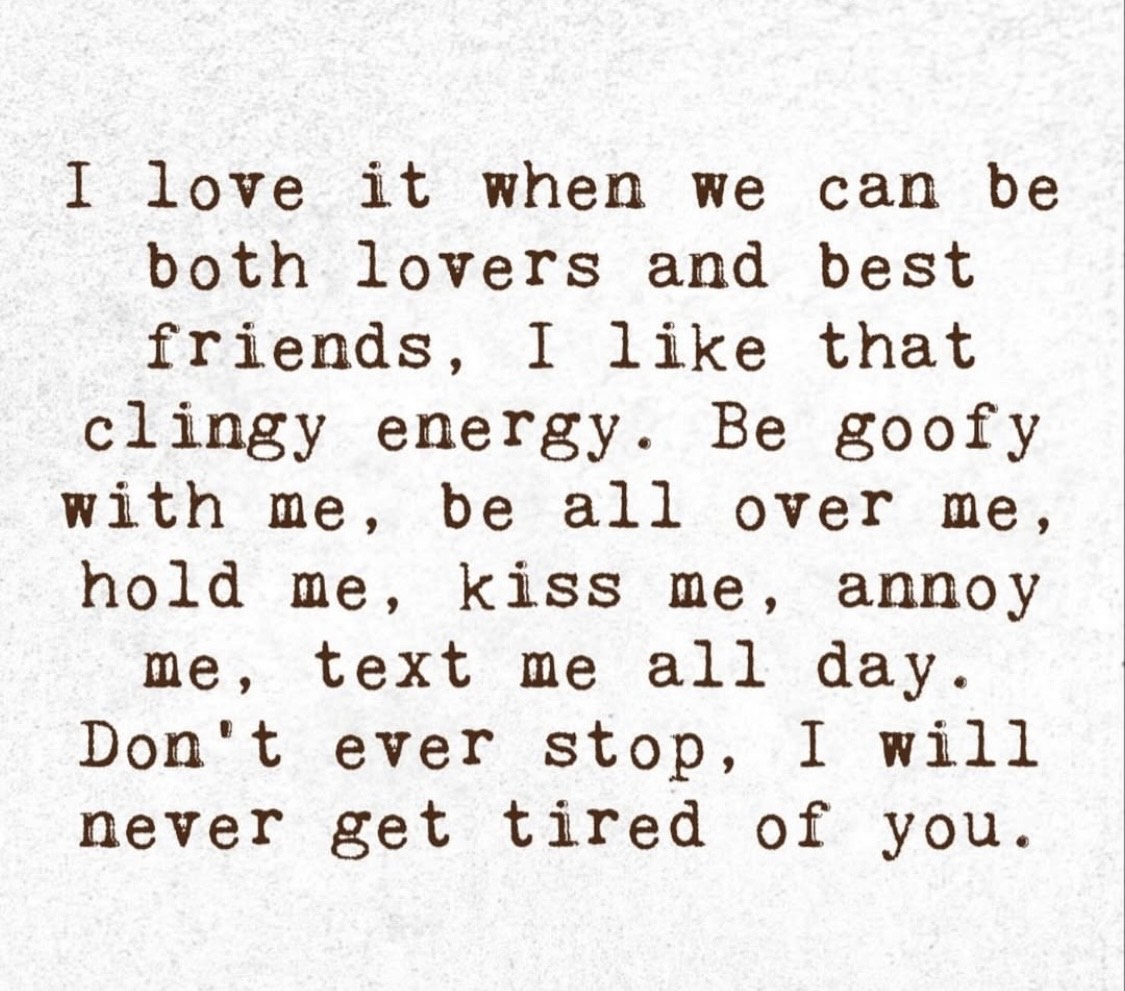 I love it when we can be
both lovers and best
friends, I like that
clingy energy. Be goofy
with me, be all over me,
hold me, kiss me, annoy
me, text me all day.
Don't ever stop, I will
never get tired of you.